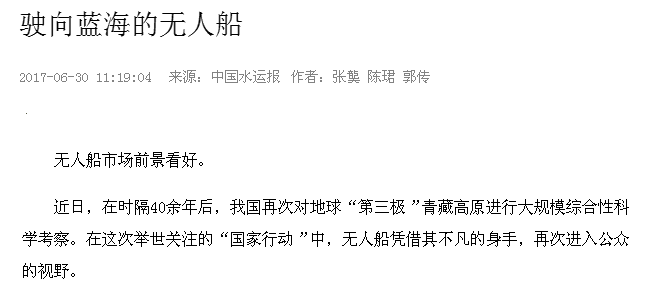 驶向蓝海的无人船
2017-06-30 11:19:04 来源：中国水运报 作者：张龑 陈珺 郭传
无人船市场前景看好。
近日，在时隔40余年后，我国再次对地球“第三极”青藏高原进行大规模综合性科
学考察。在这次举世关注的“国家行动”中，无人船凭借其不凡的身手，再次进入公众
的视野。